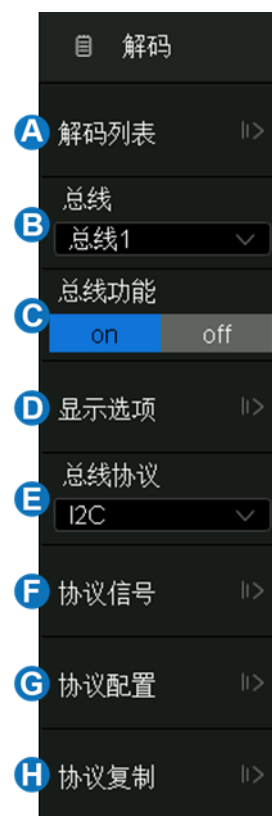 解码
A 解码列表
总线
B 总线1
总线功能
C on off
D 显示选项
总线协议
E I2C
F 协议信号
G 协议配置
H 协议复制